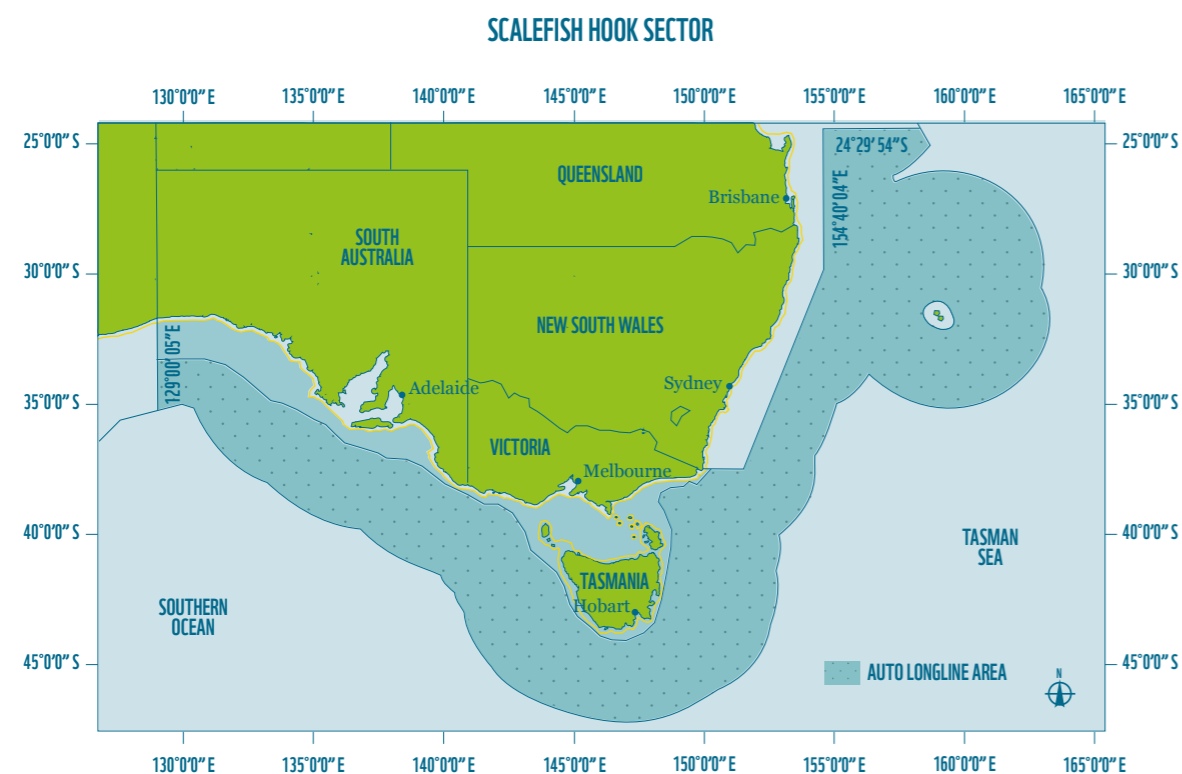 SCALEFISH HOOK SECTOR
130°0'0" E 135°0'0" E 140°0'0" E 145°0'0" E 150°0'0" E 155°0'0" E 160°0'0" E 165°0'0" E
25°0'0" S
24°29'54"S
25°0'0" S
QUEENSLAND
Brisbane
154°40'04"E
SOUTH
AUSTRALIA
30°0'0" S
30°0'0" S
NEW SOUTH WALES
129°00'05"E
Adelaide
Sydney
35°0'0" S
35°0'0" S
VICTORIA
Melbourne
40°0'0" S
40°0'0" S
TASMAN
SEA
TASMANIA
Hobart
SOUTHERN
OCEAN
45°0'0" S
45°0'0" S
AUTO LONGLINE AREA
N
130°0'0" E 135°0'0" E 140°0'0" E 145°0'0" E 150°0'0" E 155°0'0" E 160°0'0" E 165°0'0" E